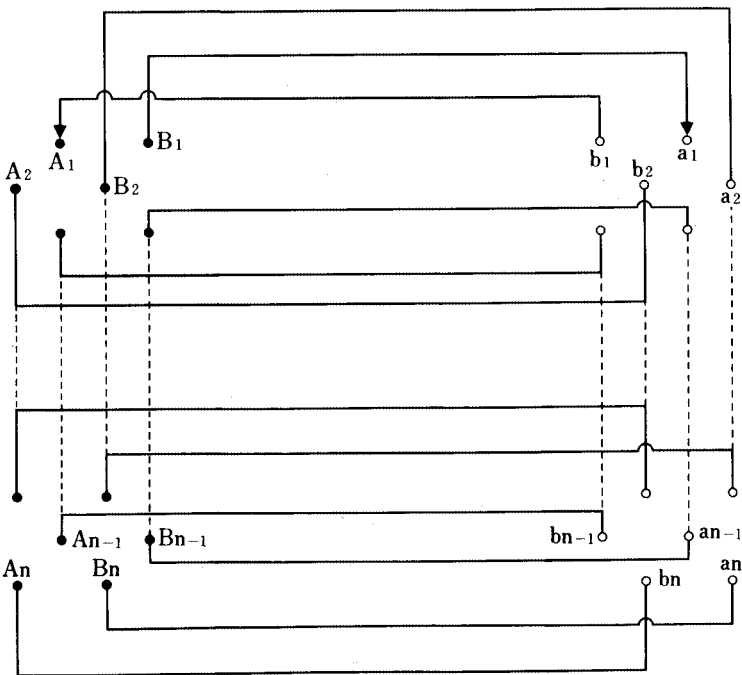 B₁
A₁
b₁
a₁
A₂
B₂
b₂
a₂
An₋₁
Bn₋₁
bn₋₁
an₋₁
An
Bn
bn
an